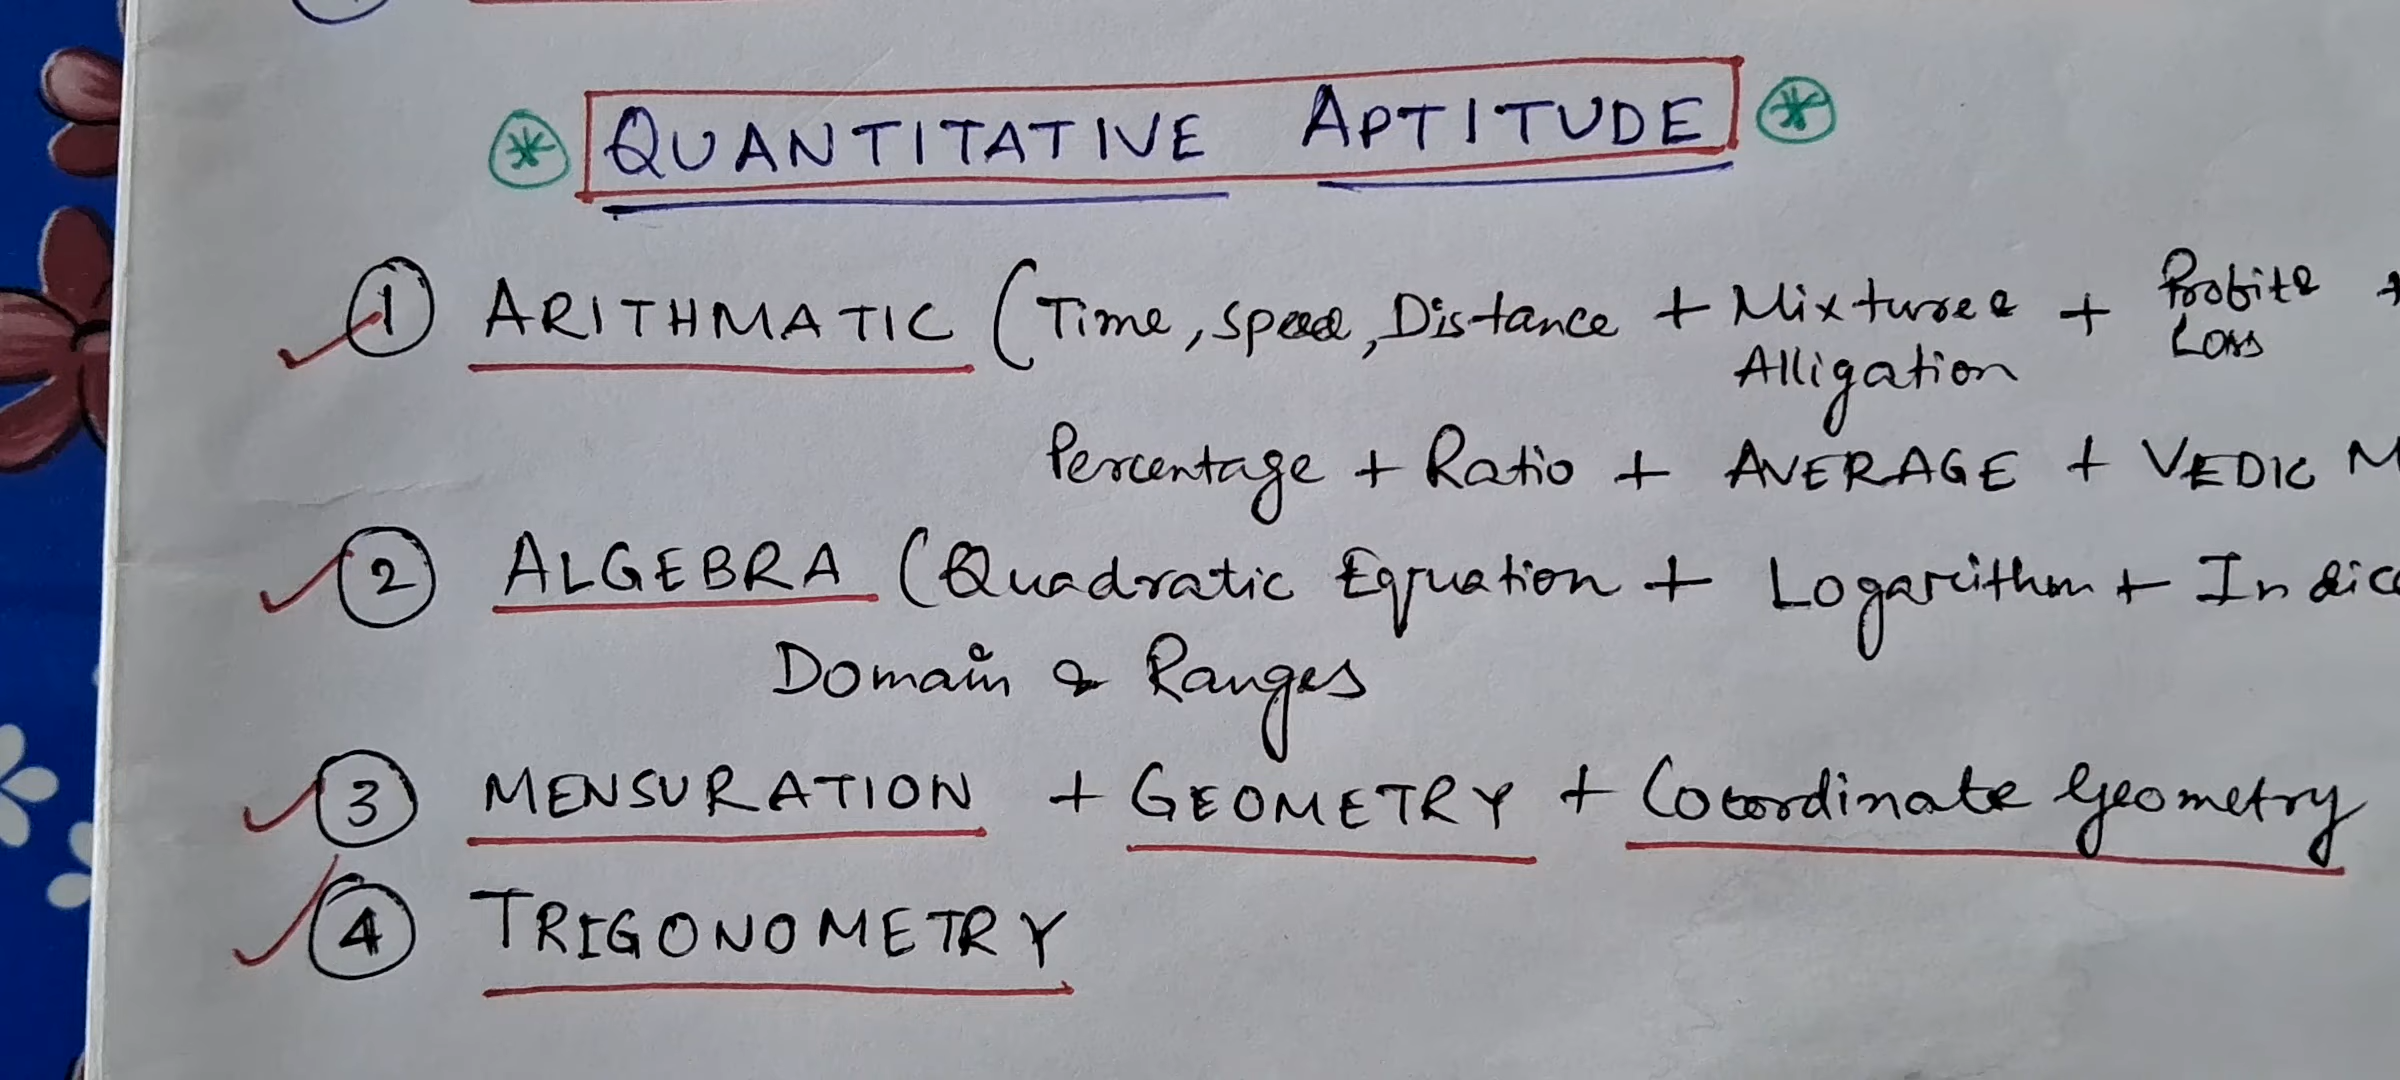 QUANTITATIVE APTITUDE
① ARITHMATIC (Time, Speed, Distance + Mixture & + Profit & +
Alligation Loss
Percentage + Ratio + AVERAGE + VEDIC M
② ALGEBRA (Quadratic Equation + Logarithm + Indice
Domain & Ranges
③ MENSURATION + GEOMETRY + Coordinate Geometry
④ TRIGONOMETRY